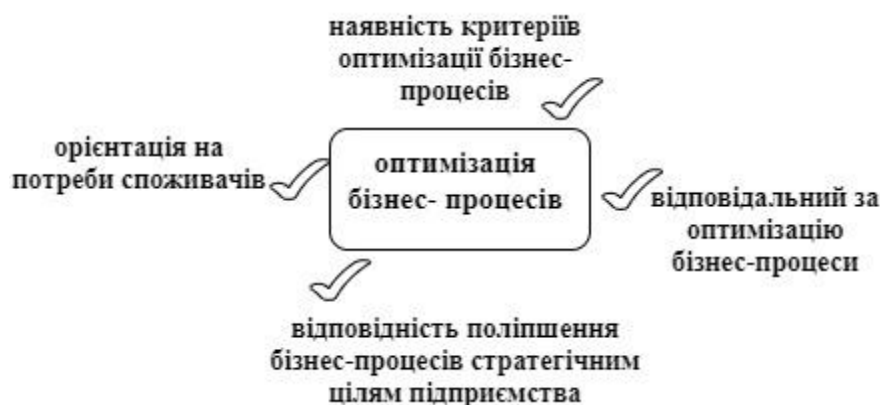 наявність критеріїв
оптимізації бізнес-
процесів
орієнтація на
потреби споживачів
оптимізація
бізнес- процесів
відповідальний за
оптимізацію
бізнес-процеси
відповідність поліпшення
бізнес-процесів стратегічним
цілям підприємства